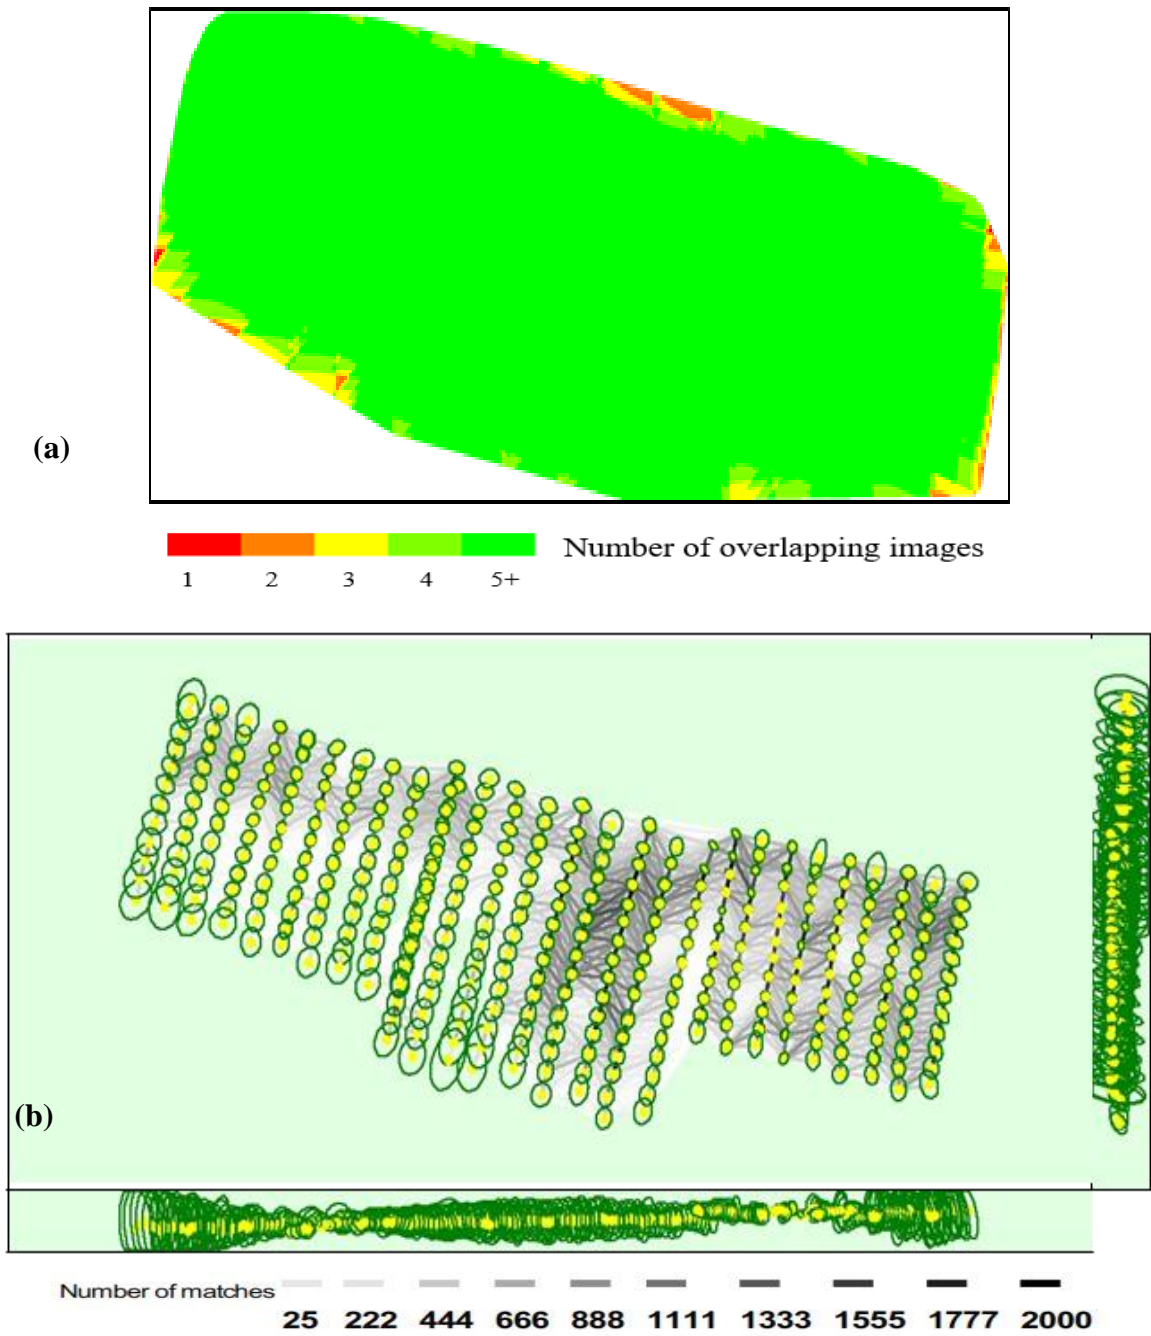 (a)
Number of overlapping images
1 2 3 4 5+
(b)
Number of matches
25 222 444 666 888 1111 1333 1555 1777 2000